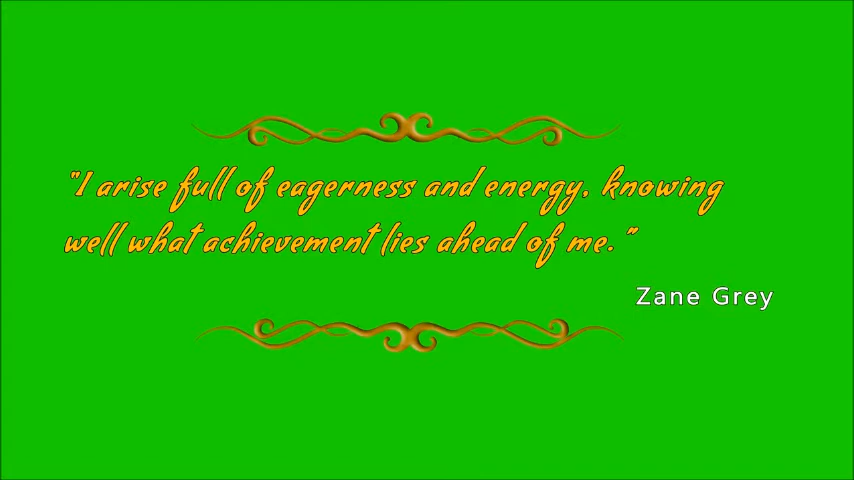 "I arise full of eagerness and energy, knowing
well what achievement lies ahead of me. "
Zane Grey